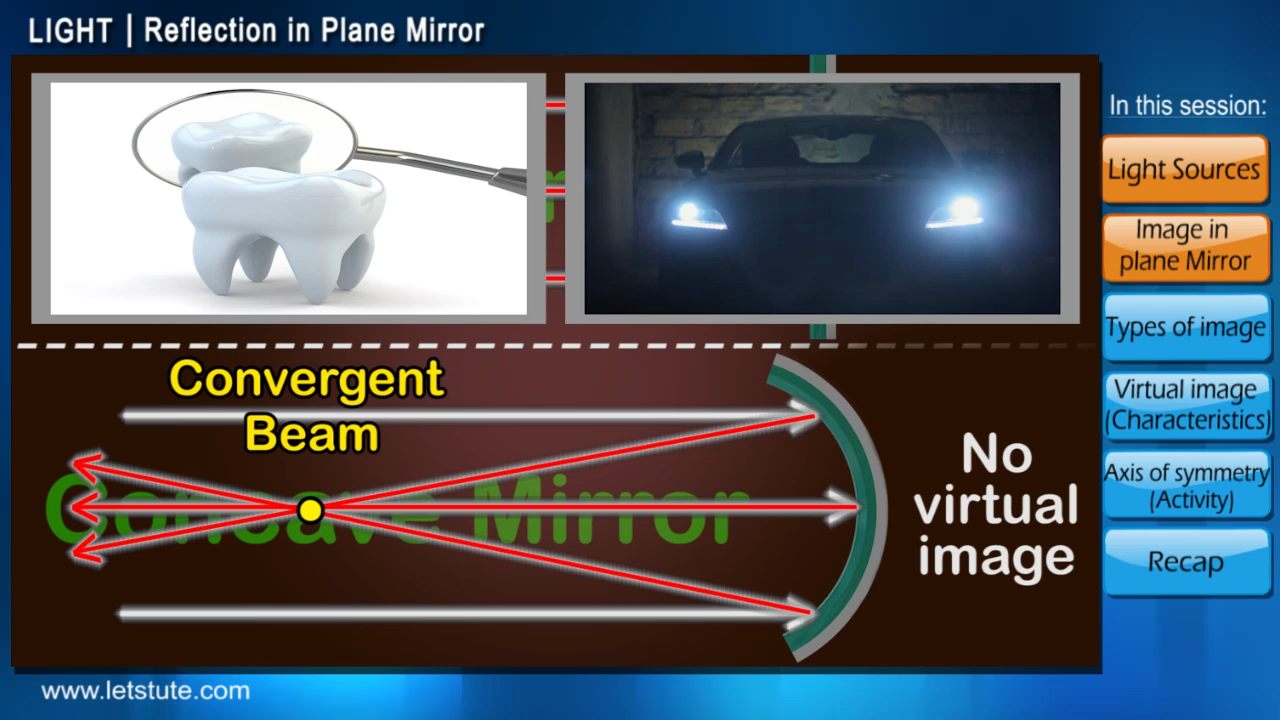 LIGHT | Reflection in Plane Mirror
In this session:
Light Sources
Image in
plane Mirror
Types of image
Virtual image
(Characteristics)
Axis of symmetry
(Activity)
Recap
Convergent
Beam
Concave Mirror
No
virtual
image
www.letstute.com